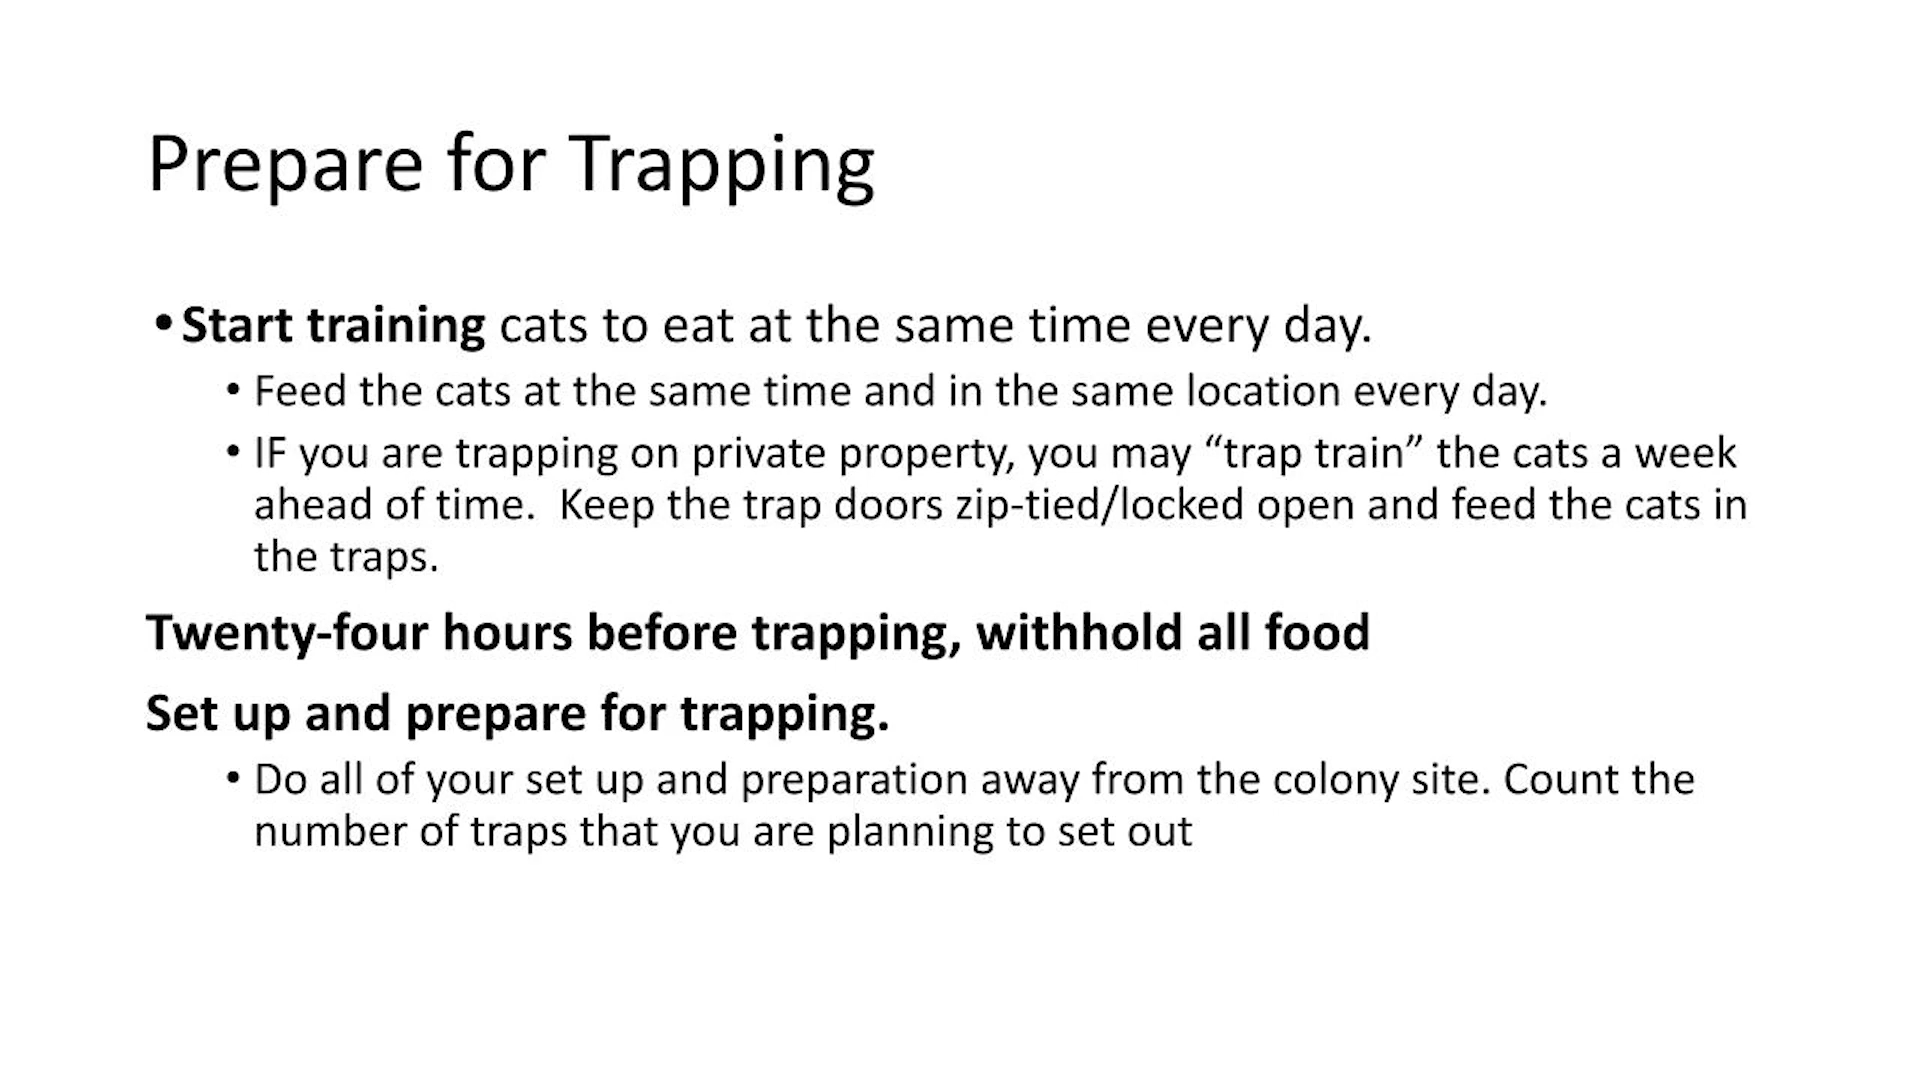 Prepare for Trapping
• Start training cats to eat at the same time every day.
• Feed the cats at the same time and in the same location every day.
• IF you are trapping on private property, you may “trap train” the cats a week
ahead of time.  Keep the trap doors zip-tied/locked open and feed the cats in
the traps.
Twenty-four hours before trapping, withhold all food
Set up and prepare for trapping.
• Do all of your set up and preparation away from the colony site. Count the
number of traps that you are planning to set out